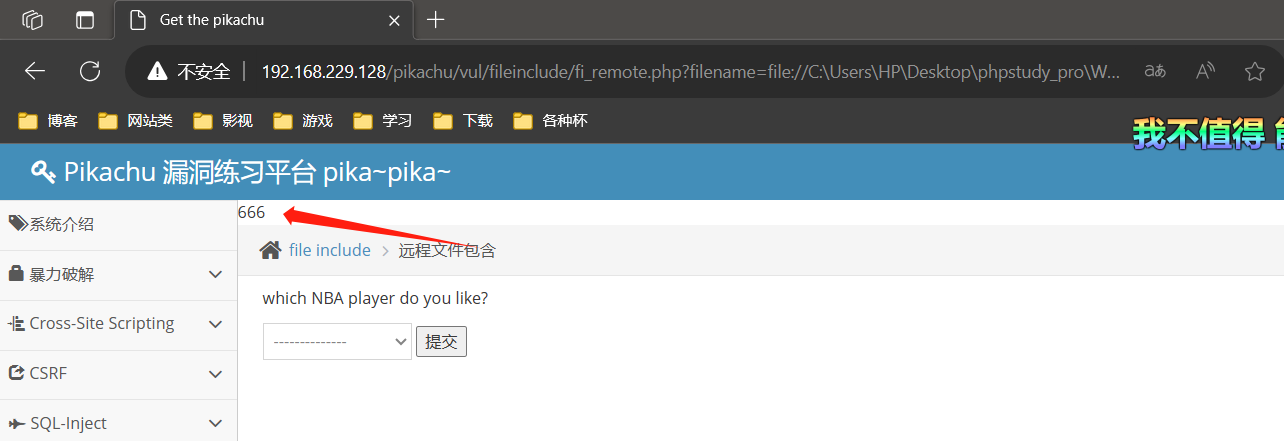 Get the pikachu
不安全 192.168.229.128/pikachu/vul/fileinclude/fi_remote.php?filename=file://C:\Users\HP\Desktop\phpstudy_pro\W...
博客 网站类 影视 游戏 学习 下载 各种杯
我不值得
Pikachu 漏洞练习平台 pika~pika~
666
系统介绍
file include 远程文件包含
暴力破解
which NBA player do you like?
Cross-Site Scripting
-------------- 提交
CSRF
SQL-Inject